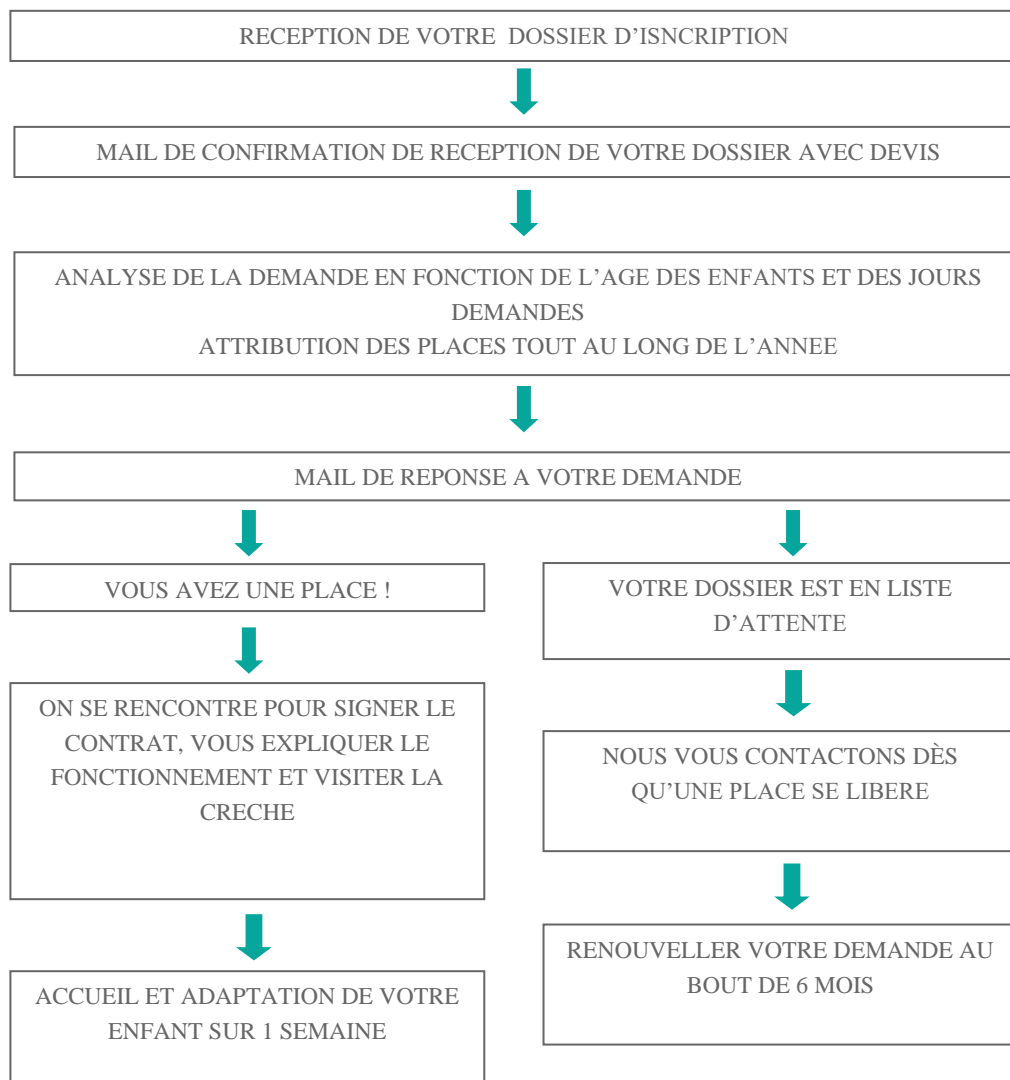 RECEPTION DE VOTRE DOSSIER D'ISNCRIPTION
MAIL DE CONFIRMATION DE RECEPTION DE VOTRE DOSSIER AVEC DEVIS
ANALYSE DE LA DEMANDE EN FONCTION DE L'AGE DES ENFANTS ET DES JOURS
DEMANDES
ATTRIBUTION DES PLACES TOUT AU LONG DE L'ANNEE
MAIL DE REPONSE A VOTRE DEMANDE
VOUS AVEZ UNE PLACE !
ON SE RENCONTRE POUR SIGNER LE
CONTRAT, VOUS EXPLIQUER LE
FONCTIONNEMENT ET VISITER LA
CRECHE
ACCUEIL ET ADAPTATION DE VOTRE
ENFANT SUR 1 SEMAINE
VOTRE DOSSIER EST EN LISTE
D'ATTENTE
NOUS VOUS CONTACTONS DÈS
QU'UNE PLACE SE LIBERE
RENOUVELLER VOTRE DEMANDE AU
BOUT DE 6 MOIS